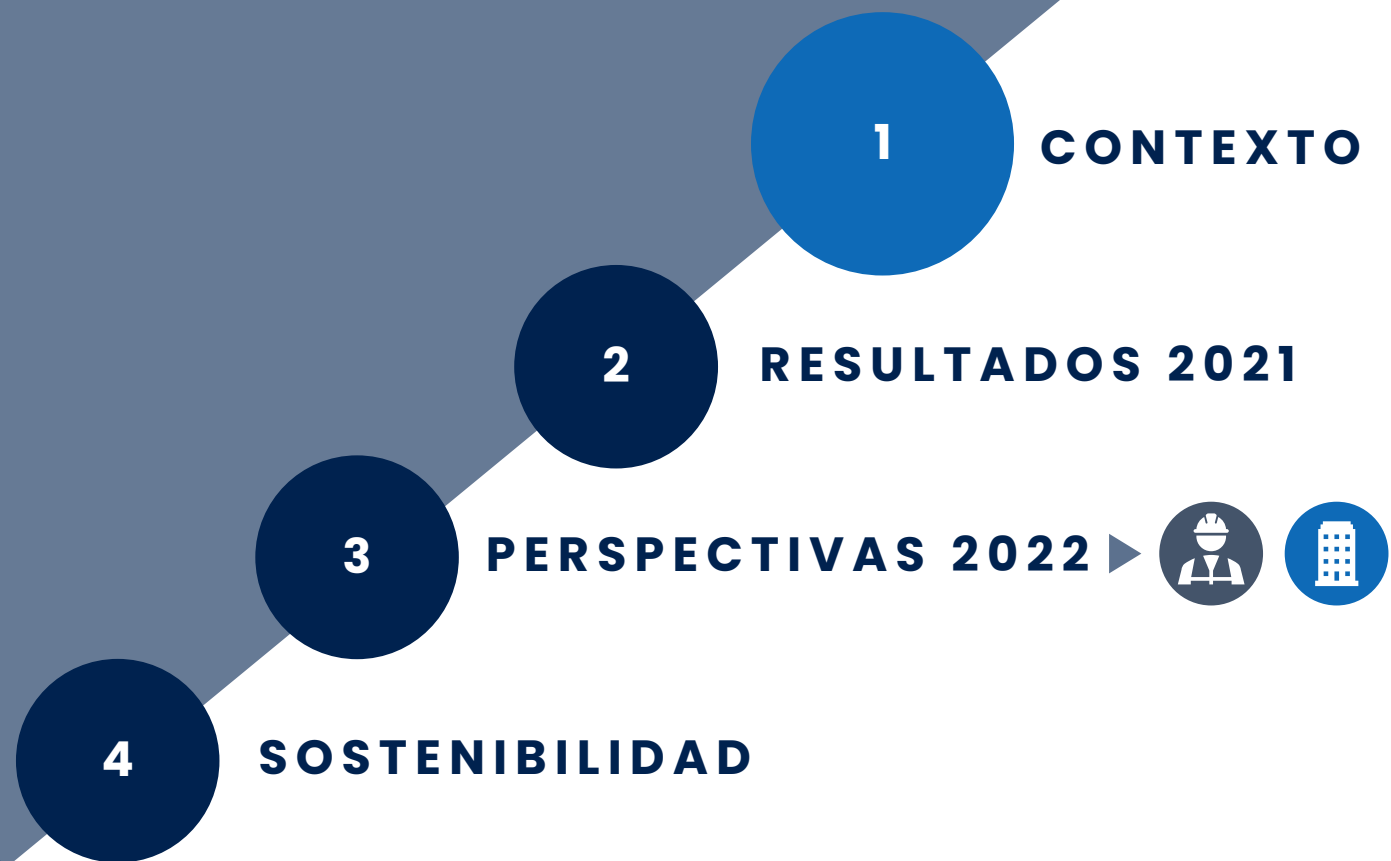 1 CONTEXTO
2 RESULTADOS 2021
3 PERSPECTIVAS 2022
4 SOSTENIBILIDAD